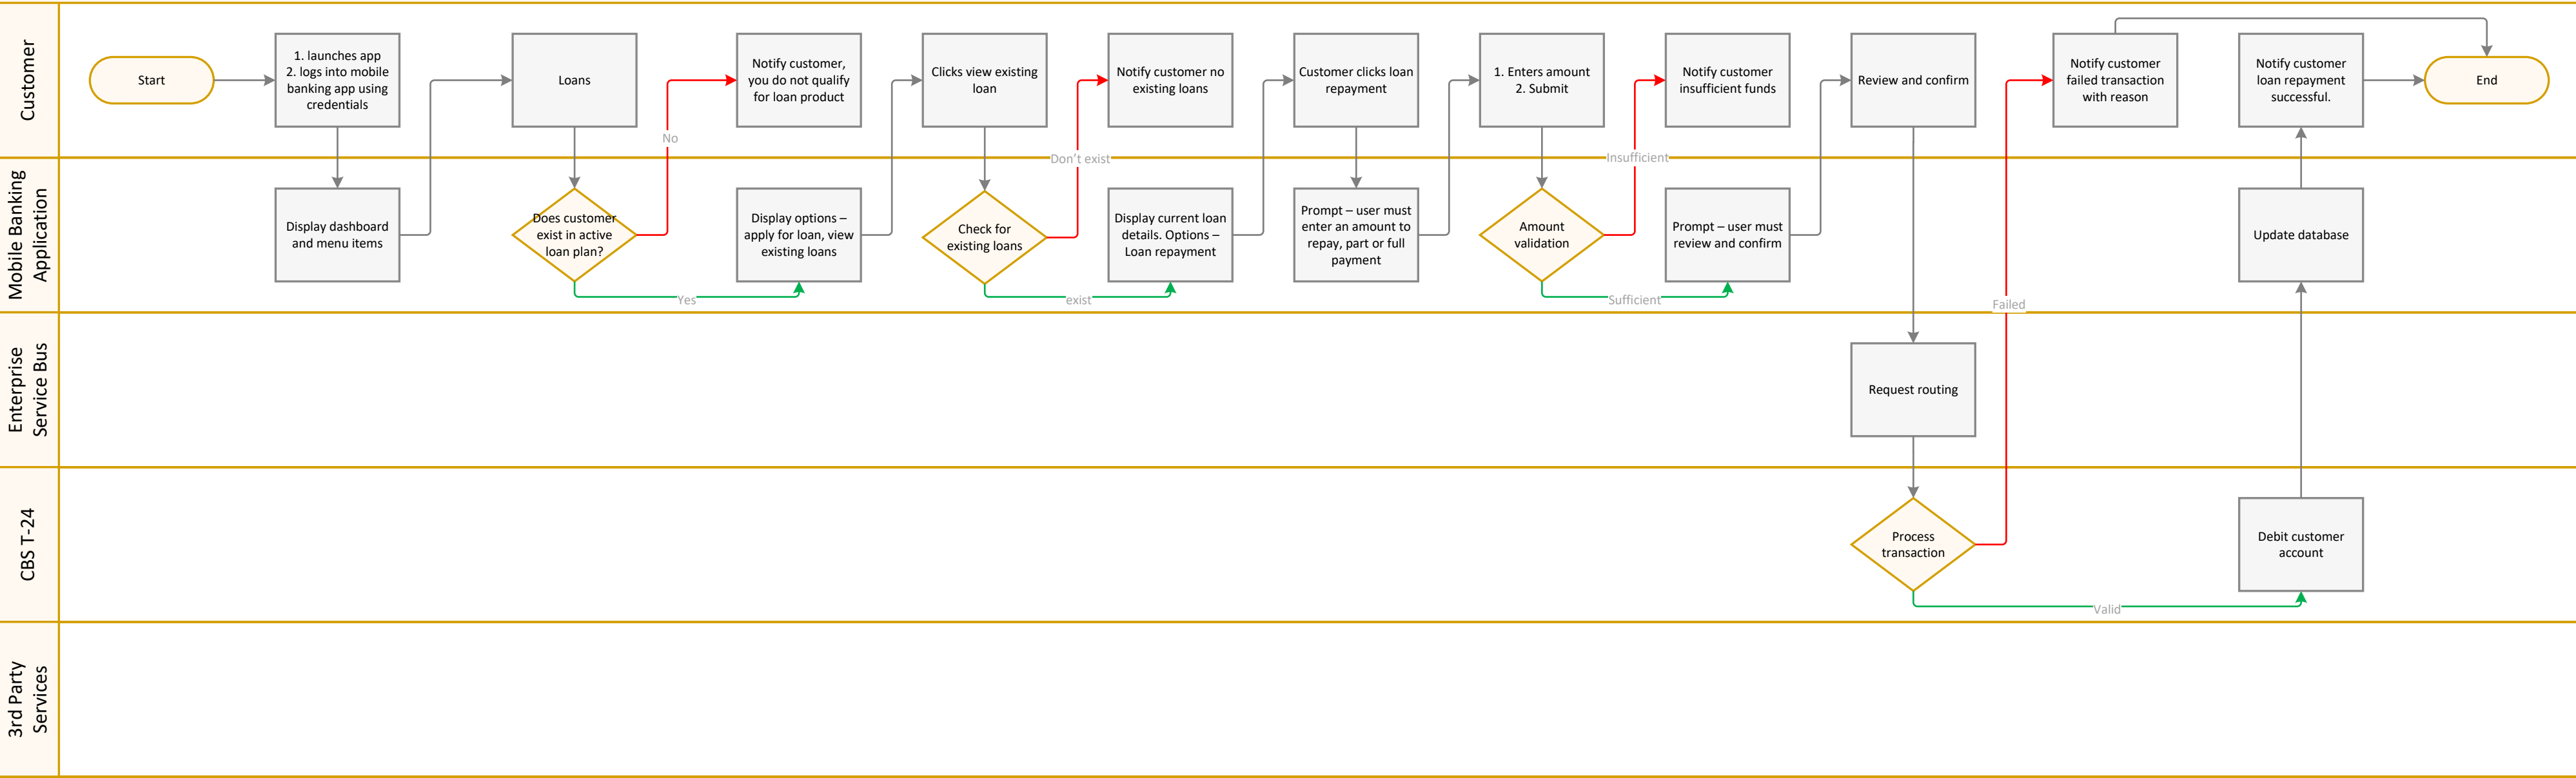 Customer
Start
1. launches app
2. logs into mobile
banking app using
credentials
Loans
Notify customer,
you do not qualify
for loan product
Clicks view existing
loan
Notify customer no
existing loans
Customer clicks loan
repayment
1. Enters amount
2. Submit
Notify customer
insufficient funds
Review and confirm
Notify customer
failed transaction
with reason
Notify customer
loan repayment
successful.
End
No
Don't exist
Insufficient
Mobile Banking
Application
Display dashboard
and menu items
Does customer
exist in active
loan plan?
Display options –
apply for loan, view
existing loans
Check for
existing loans
Display current loan
details. Options –
Loan repayment
Prompt – user must
enter an amount to
repay, part or full
payment
Amount
validation
Prompt – user must
review and confirm
Update database
Yes
exist
Sufficient
Failed
Enterprise
Service Bus
Request routing
CBS T-24
Process
transaction
Debit customer
account
Valid
3rd Party
Services